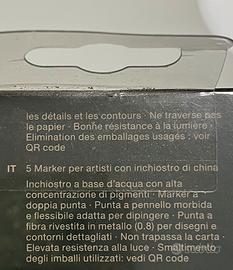 les détails et les contours · Ne traverse pas
le papier · Bonne résistance à la lumière ·
Elimination des emballages usagés : voir
QR code
IT 5 Marker per artisti con inchiostro di china
Inchiostro a base d'acqua con alta
concentrazione di pigmenti · Marker a
doppia punta · Punta a pennello morbida
e flessibile adatta per dipingere · Punta a
fibra rivestita in metallo (0.8) per disegni e
contorni dettagliati · Non trapassa la carta ·
Elevata resistenza alla luce · Smaltimento
degli imballi utilizzati: vedi QR code